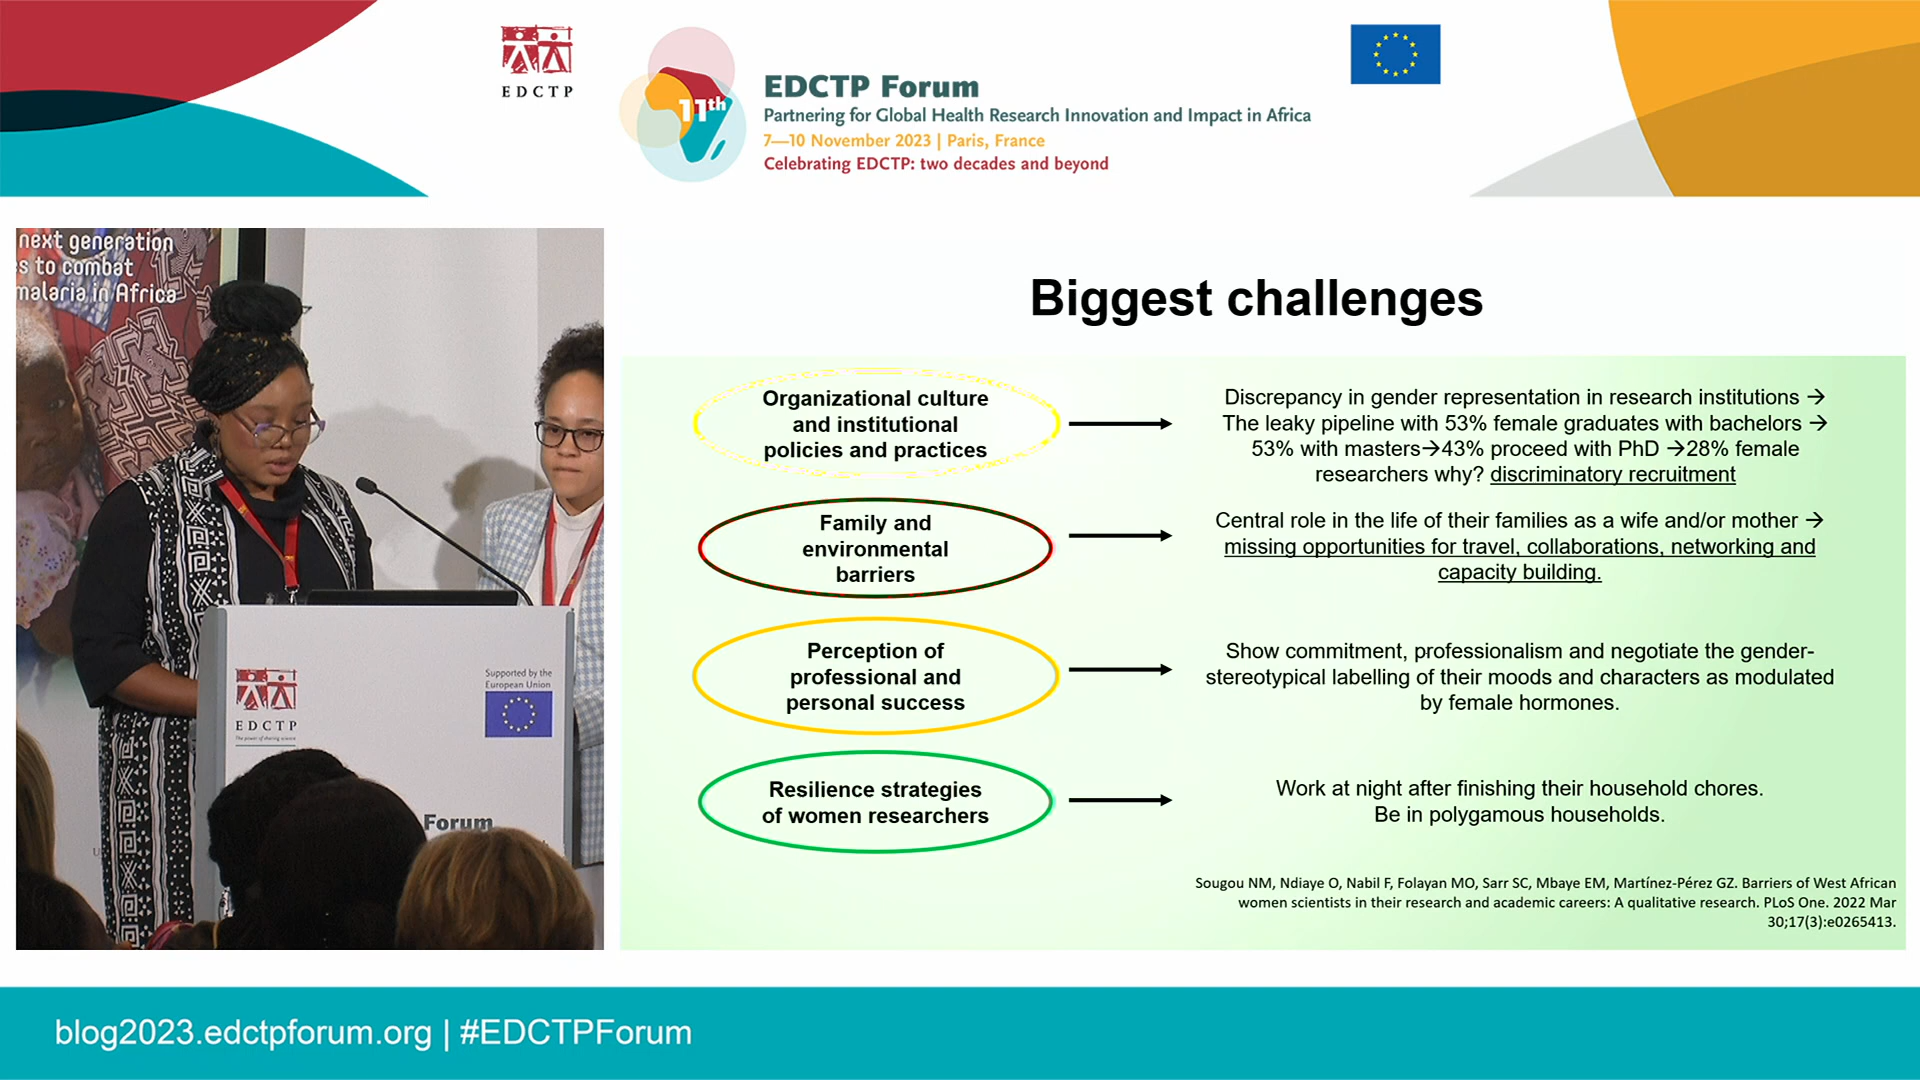 EDCTP
11th
EDCTP Forum
Partnering for Global Health Research Innovation and Impact in Africa
7—10 November 2023 | Paris, France
Celebrating EDCTP: two decades and beyond
next generation
s to combat
malaria in Africa
EDCTP
The power of sharing science
Supported by the
European Union
Forum
Biggest challenges
Organizational culture
and institutional
policies and practices
Discrepancy in gender representation in research institutions →
The leaky pipeline with 53% female graduates with bachelors →
53% with masters→43% proceed with PhD →28% female
researchers why? discriminatory recruitment
Family and
environmental
barriers
Central role in the life of their families as a wife and/or mother →
missing opportunities for travel, collaborations, networking and
capacity building.
Perception of
professional and
personal success
Show commitment, professionalism and negotiate the gender-
stereotypical labelling of their moods and characters as modulated
by female hormones.
Resilience strategies
of women researchers
Work at night after finishing their household chores.
Be in polygamous households.
Sougou NM, Ndiaye O, Nabil F, Folayan MO, Sarr SC, Mbaye EM, Martínez-Pérez GZ. Barriers of West African
women scientists in their research and academic careers: A qualitative research. PLoS One. 2022 Mar
30;17(3):e0265413.
blog2023.edctpforum.org | #EDCTPForum